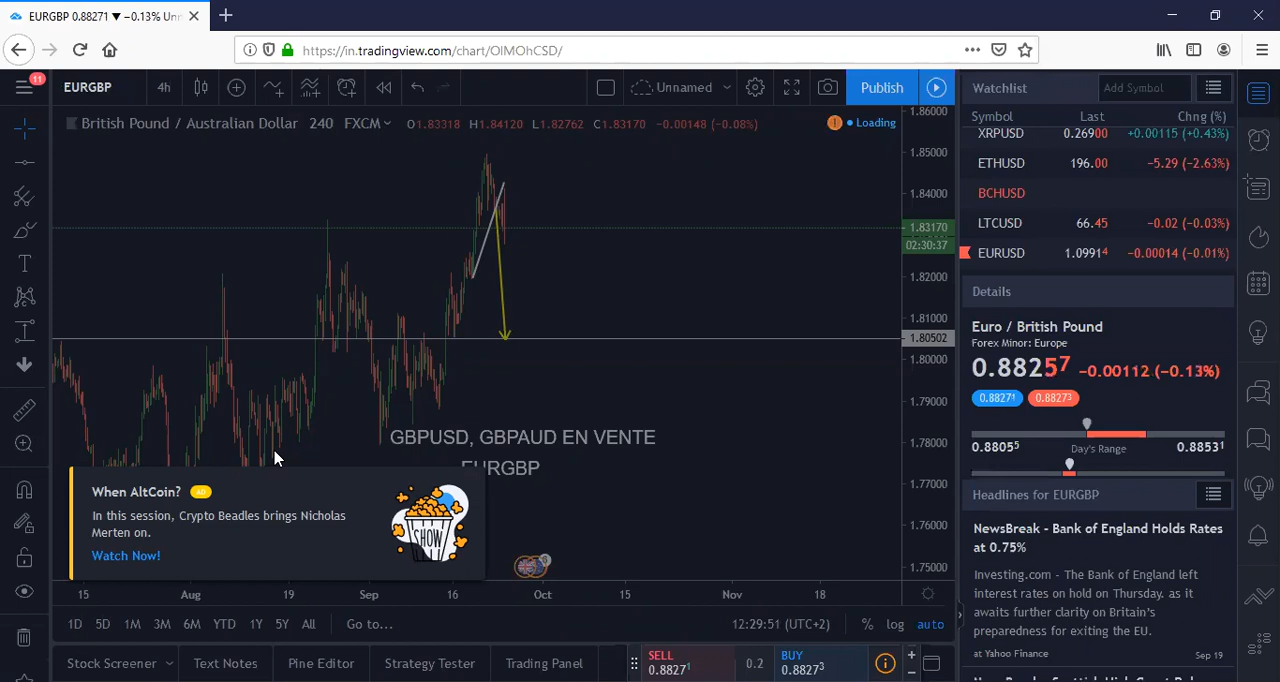 EURGBP 0.88271 ▼ −0.13% Unn
https://in.tradingview.com/chart/OIMOhCSD/
11
EURGBP 4h Unnamed Publish
British Pound / Australian Dollar 240 FXCM O1.83318 H1.84120 L1.82762 C1.83170 −0.00148 (−0.08%) Loading
1.86000
1.85000
1.84000
1.83170
02:30:37
1.82000
1.81000
1.80502
1.80000
1.79000
1.78000
1.77000
1.76000
1.75000
GBPUSD, GBPAUD EN VENTE
EURGBP
When AltCoin? AD
In this session, Crypto Beadles brings Nicholas
Merten on.
Watch Now!
SHOW
15 Aug 19 Sep 16 Oct 15 Nov 18
1D 5D 1M 3M 6M YTD 1Y 5Y All Go to... 12:29:51 (UTC+2) % log auto
Stock Screener Text Notes Pine Editor Strategy Tester Trading Panel
SELL
0.88271
0.2
BUY
0.88273
Watchlist Add Symbol
Symbol Last Chng (%)
XRPUSD 0.26900 +0.00115 (+0.43%)
ETHUSD 196.00 −5.29 (−2.63%)
BCHUSD
LTCUSD 66.45 −0.02 (−0.03%)
EURUSD 1.09914 −0.00014 (−0.01%)
Details
Euro / British Pound
Forex Minor: Europe
0.88257 −0.00112 (−0.13%)
0.88271 0.88273
0.88055 Day's Range 0.88531
Headlines for EURGBP
NewsBreak - Bank of England Holds Rates
at 0.75%
Investing.com - The Bank of England left
interest rates on hold on Thursday. as it
awaits further clarity on Britain's
preparedness for exiting the EU.
at Yahoo Finance Sep 19